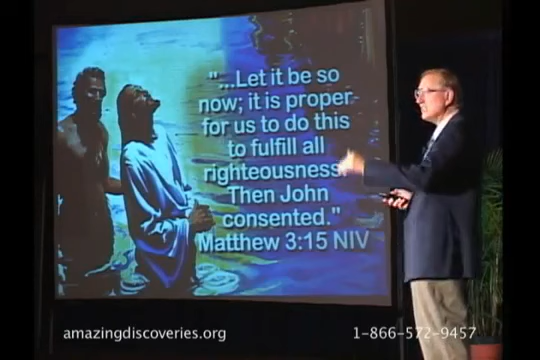 "...Let it be so
now; it is proper
for us to do this
to fulfill all
righteousness.
Then John
consented."
Matthew 3:15 NIV
amazingdiscoveries.org
1-866-572-9457